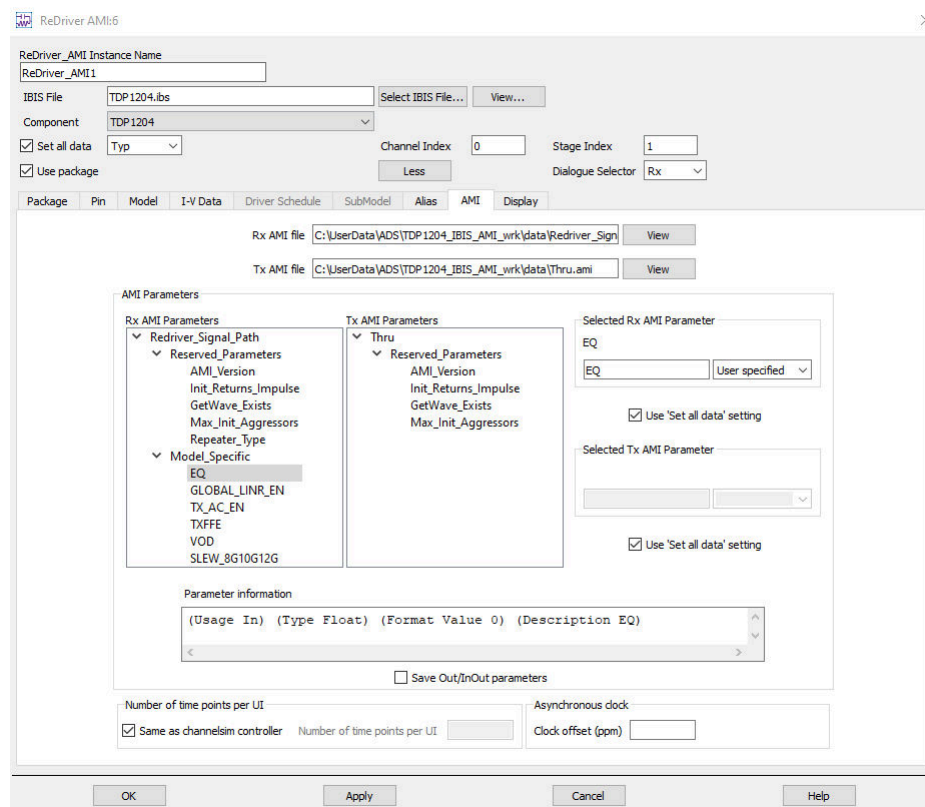 ReDriver AMI:6
ReDriver_AMI Instance Name
ReDriver_AMI1
IBIS File TDP1204.ibs Select IBIS File... View...
Component TDP1204
Set all data Typ Channel Index 0 Stage Index 1
Use package Less Dialogue Selector Rx
Package Pin Model I-V Data Driver Schedule SubModel Alias AMI Display
Rx AMI file C:\UserData\ADS\TDP1204_IBIS_AMI_wrk\data\Redriver_Sign View
Tx AMI file C:\UserData\ADS\TDP1204_IBIS_AMI_wrk\data\Thru.ami View
AMI Parameters
Rx AMI Parameters
Redriver_Signal_Path
Reserved_Parameters
AMI_Version
Init_Returns_Impulse
GetWave_Exists
Max_Init_Aggressors
Repeater_Type
Model_Specific
EQ
GLOBAL_LINR_EN
TX_AC_EN
TXFFE
VOD
SLEW_8G10G12G
Tx AMI Parameters
Thru
Reserved_Parameters
AMI_Version
Init_Returns_Impulse
GetWave_Exists
Max_Init_Aggressors
Selected Rx AMI Parameter
EQ
EQ User specified
Use 'Set all data' setting
Selected Tx AMI Parameter
Use 'Set all data' setting
Parameter information
(Usage In) (Type Float) (Format Value 0) (Description EQ)
Save Out/InOut parameters
Number of time points per UI
Same as channelsim controller Number of time points per UI
Asynchronous clock
Clock offset (ppm)
OK Apply Cancel Help